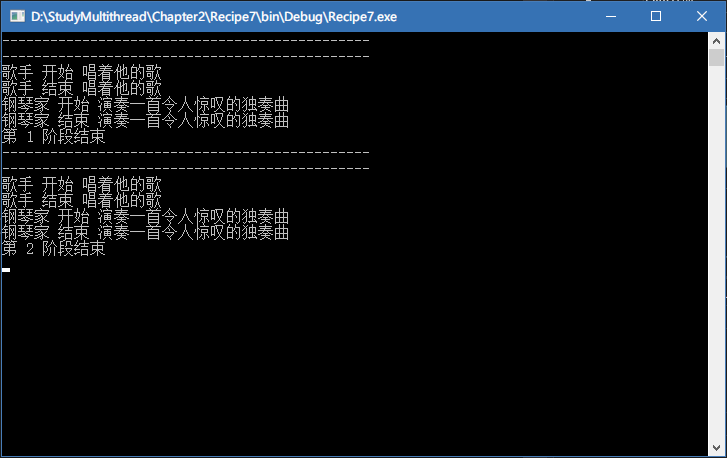 D:\StudyMultithread\Chapter2\Recipe7\bin\Debug\Recipe7.exe
----------------------------------------------
----------------------------------------------
歌手 开始 唱着他的歌
歌手 结束 唱着他的歌
钢琴家 开始 演奏一首令人惊叹的独奏曲
钢琴家 结束 演奏一首令人惊叹的独奏曲
第 1 阶段结束
----------------------------------------------
----------------------------------------------
歌手 开始 唱着他的歌
歌手 结束 唱着他的歌
钢琴家 开始 演奏一首令人惊叹的独奏曲
钢琴家 结束 演奏一首令人惊叹的独奏曲
第 2 阶段结束